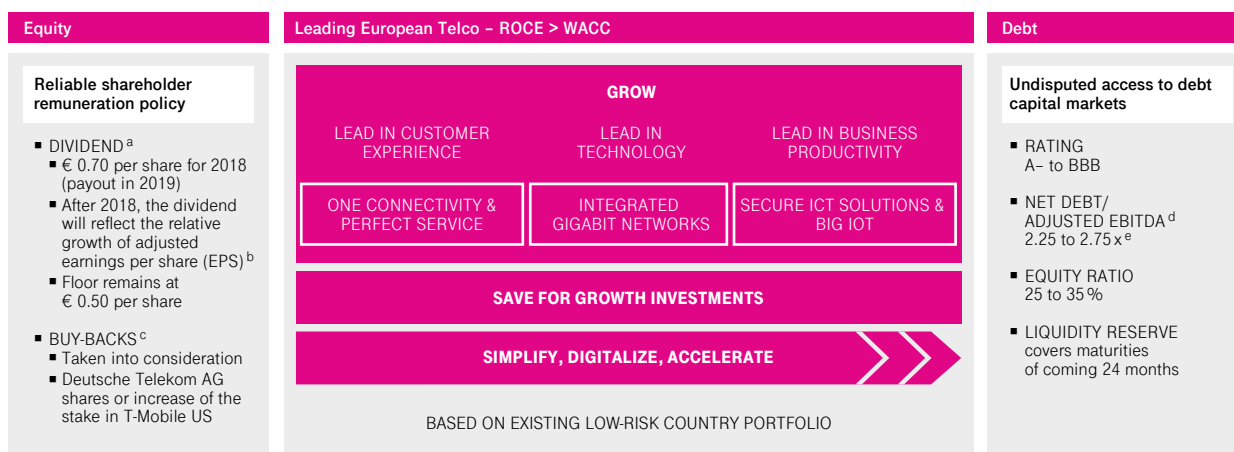 Equity
Reliable shareholder
remuneration policy
▪ DIVIDEND a
▪ € 0.70 per share for 2018
(payout in 2019)
▪ After 2018, the dividend
will reflect the relative
growth of adjusted
earnings per share (EPS) b
▪ Floor remains at
€ 0.50 per share
▪ BUY-BACKS c
▪ Taken into consideration
▪ Deutsche Telekom AG
shares or increase of the
stake in T-Mobile US
Leading European Telco – ROCE > WACC
GROW
LEAD IN CUSTOMER
EXPERIENCE
LEAD IN
TECHNOLOGY
LEAD IN BUSINESS
PRODUCTIVITY
ONE CONNECTIVITY &
PERFECT SERVICE
INTEGRATED
GIGABIT NETWORKS
SECURE ICT SOLUTIONS &
BIG IOT
SAVE FOR GROWTH INVESTMENTS
SIMPLIFY, DIGITALIZE, ACCELERATE
BASED ON EXISTING LOW-RISK COUNTRY PORTFOLIO
Debt
Undisputed access to debt
capital markets
▪ RATING
A– to BBB
▪ NET DEBT/
ADJUSTED EBITDA d
2.25 to 2.75 x e
▪ EQUITY RATIO
25 to 35 %
▪ LIQUIDITY RESERVE
covers maturities
of coming 24 months